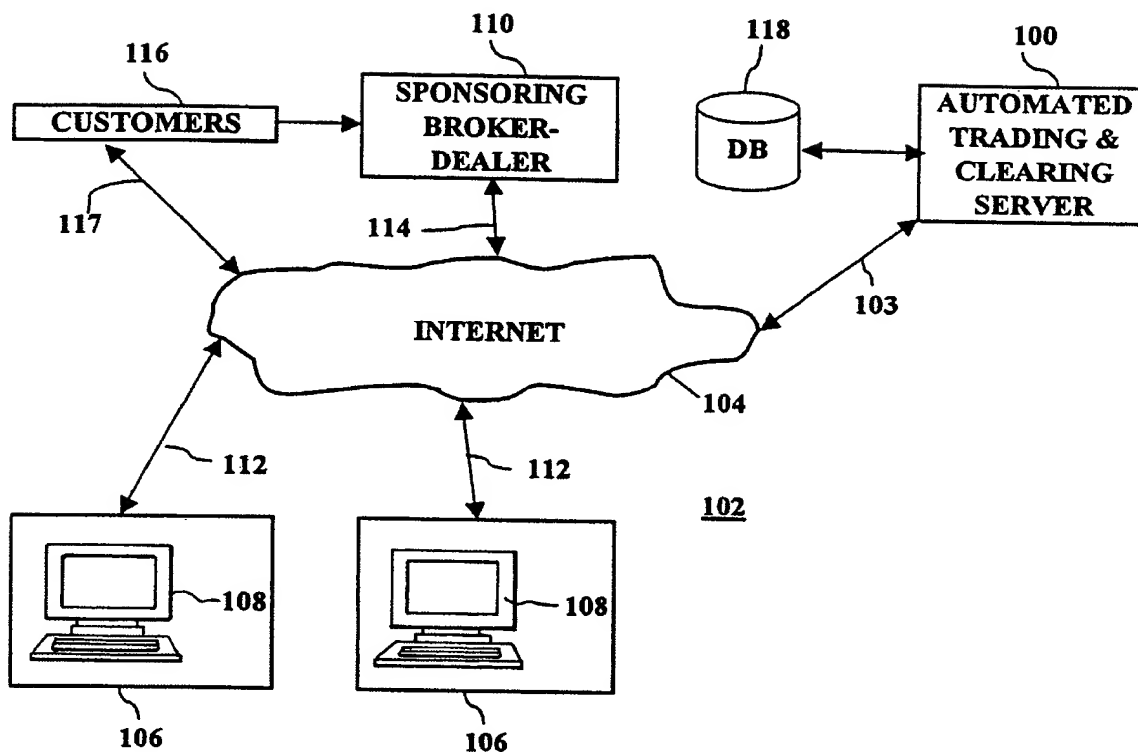 110
118
100
116
SPONSORING
BROKER-
DEALER
AUTOMATED
TRADING &
CLEARING
SERVER
CUSTOMERS
DB
117
114
103
INTERNET
104
112
112
102
108
108
106
106